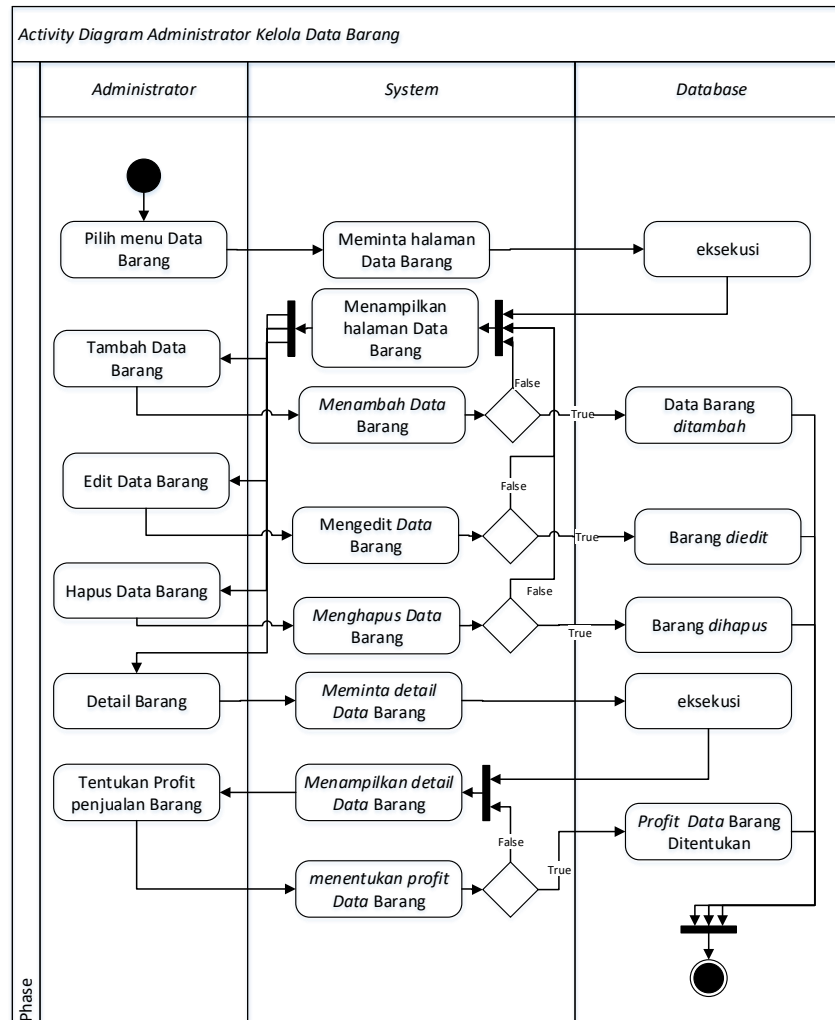 Activity Diagram Administrator Kelola Data Barang
Administrator
System
Database
Pilih menu Data
Barang
Meminta halaman
Data Barang
eksekusi
Menampilkan
halaman Data
Barang
Tambah Data
Barang
False
Menambah Data
Barang
True
Data Barang
ditambah
Edit Data Barang
False
Mengedit Data
Barang
True
Barang diedit
Hapus Data Barang
False
Menghapus Data
Barang
True
Barang dihapus
Detail Barang
Meminta detail
Data Barang
eksekusi
Tentukan Profit
penjualan Barang
Menampilkan detail
Data Barang
Profit Data Barang
Ditentukan
False
True
menentukan profit
Data Barang
Phase